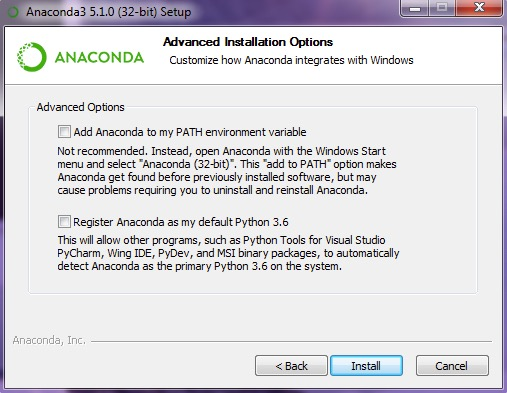 Anaconda3 5.1.0 (32-bit) Setup
ANACONDA
Advanced Installation Options
Customize how Anaconda integrates with Windows
Advanced Options
Add Anaconda to my PATH environment variable
Not recommended. Instead, open Anaconda with the Windows Start
menu and select "Anaconda (32-bit)". This "add to PATH" option makes
Anaconda get found before previously installed software, but may
cause problems requiring you to uninstall and reinstall Anaconda.
Register Anaconda as my default Python 3.6
This will allow other programs, such as Python Tools for Visual Studio
PyCharm, Wing IDE, PyDev, and MSI binary packages, to automatically
detect Anaconda as the primary Python 3.6 on the system.
Anaconda, Inc.
< Back
Install
Cancel